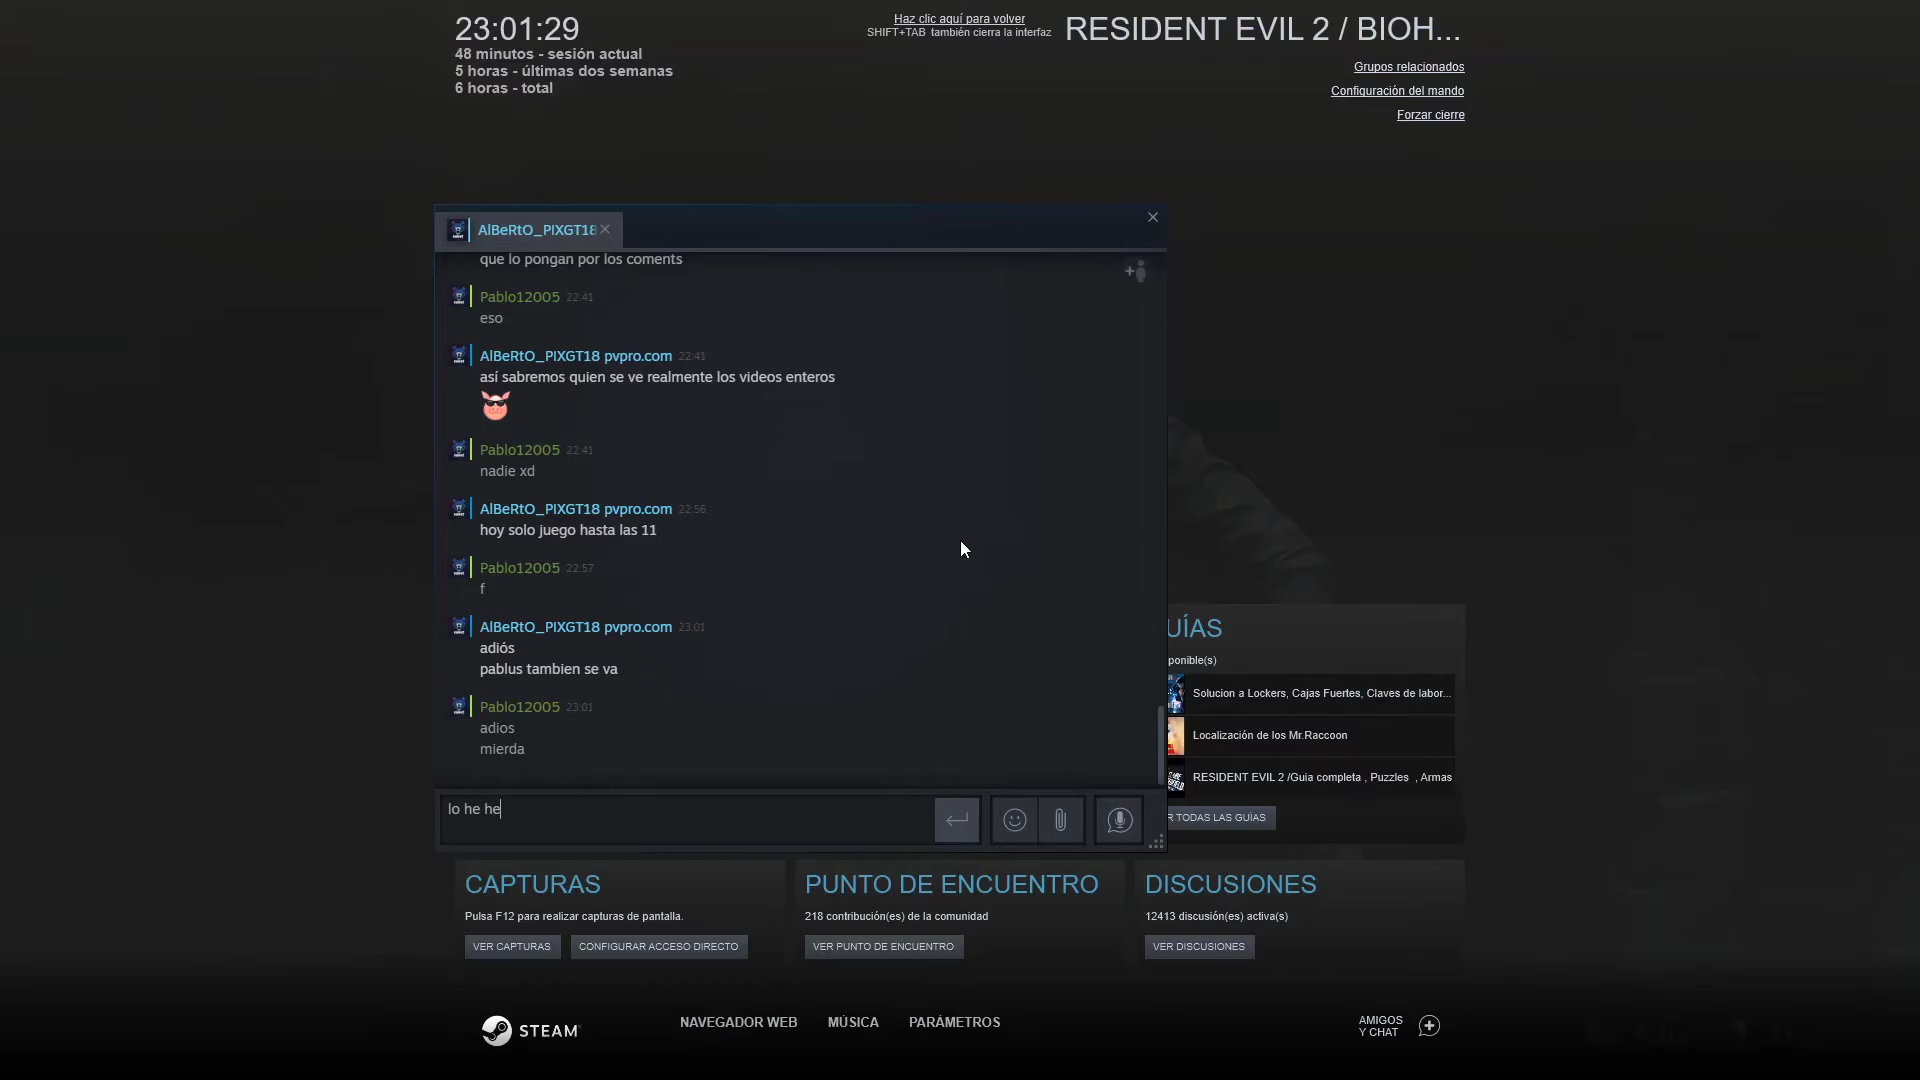 23:01:29
48 minutos - sesión actual
5 horas - últimas dos semanas
6 horas - total
Haz clic aquí para volver
SHIFT+TAB también cierra la interfaz
RESIDENT EVIL 2 / BIOH...
Grupos relacionados
Configuración del mando
Forzar cierre
AlBeRtO_PIXGT18
que lo pongan por los coments
Pablo12005 22:41
eso
AlBeRtO_PIXGT18 pvpro.com 22:41
así sabremos quien se ve realmente los videos enteros
Pablo12005 22:41
nadie xd
AlBeRtO_PIXGT18 pvpro.com 22:56
hoy solo juego hasta las 11
Pablo12005 22:57
f
AlBeRtO_PIXGT18 pvpro.com 23:01
adiós
pablus tambien se va
Pablo12005 23:01
adios
mierda
lo he he
UÍAS
ponible(s)
Solucion a Lockers, Cajas Fuertes, Claves de labor...
Localización de los Mr.Raccoon
RESIDENT EVIL 2 /Guia completa , Puzzles , Armas
R TODAS LAS GUÍAS
CAPTURAS
Pulsa F12 para realizar capturas de pantalla.
VER CAPTURAS
CONFIGURAR ACCESO DIRECTO
PUNTO DE ENCUENTRO
218 contribución(es) de la comunidad
VER PUNTO DE ENCUENTRO
DISCUSIONES
12413 discusión(es) activa(s)
VER DISCUSIONES
STEAM
NAVEGADOR WEB
MÚSICA
PARÁMETROS
AMIGOS
Y CHAT